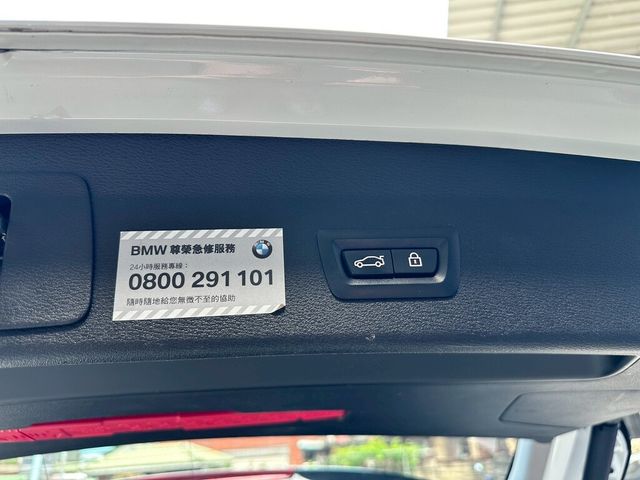 BMW 尊榮急修服務
24小時服務專線：
0800 291 101
隨時隨地給您無微不至的協助